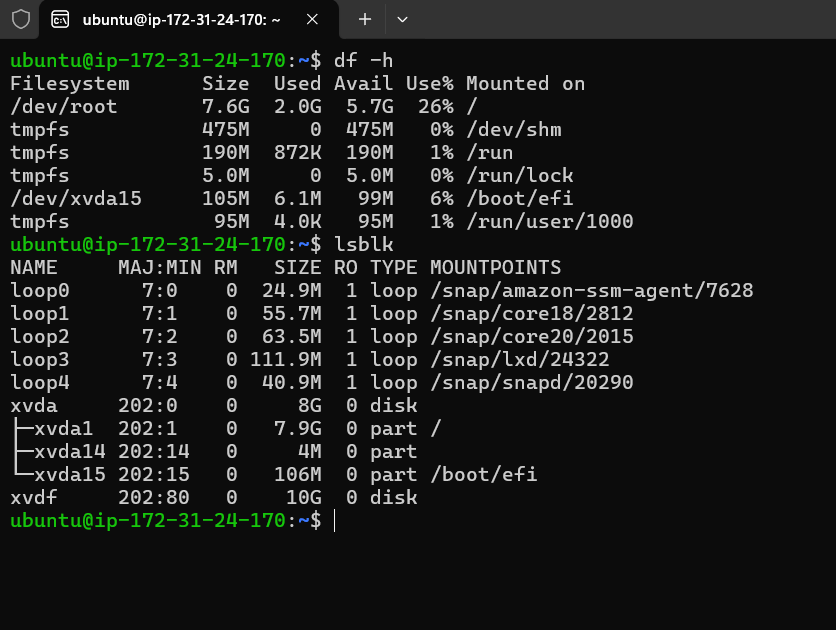 ubuntu@ip-172-31-24-170: ~
ubuntu@ip-172-31-24-170:~$ df -h
Filesystem      Size  Used Avail Use% Mounted on
/dev/root       7.6G  2.0G  5.7G  26% /
tmpfs           475M     0  475M   0% /dev/shm
tmpfs           190M  872K  190M   1% /run
tmpfs           5.0M     0  5.0M   0% /run/lock
/dev/xvda15     105M  6.1M   99M   6% /boot/efi
tmpfs            95M  4.0K   95M   1% /run/user/1000
ubuntu@ip-172-31-24-170:~$ lsblk
NAME     MAJ:MIN RM   SIZE RO TYPE MOUNTPOINTS
loop0      7:0    0  24.9M  1 loop /snap/amazon-ssm-agent/7628
loop1      7:1    0  55.7M  1 loop /snap/core18/2812
loop2      7:2    0  63.5M  1 loop /snap/core20/2015
loop3      7:3    0 111.9M  1 loop /snap/lxd/24322
loop4      7:4    0  40.9M  1 loop /snap/snapd/20290
xvda     202:0    0     8G  0 disk
├─xvda1  202:1    0   7.9G  0 part /
├─xvda14 202:14   0     4M  0 part
└─xvda15 202:15   0   106M  0 part /boot/efi
xvdf     202:80   0    10G  0 disk
ubuntu@ip-172-31-24-170:~$